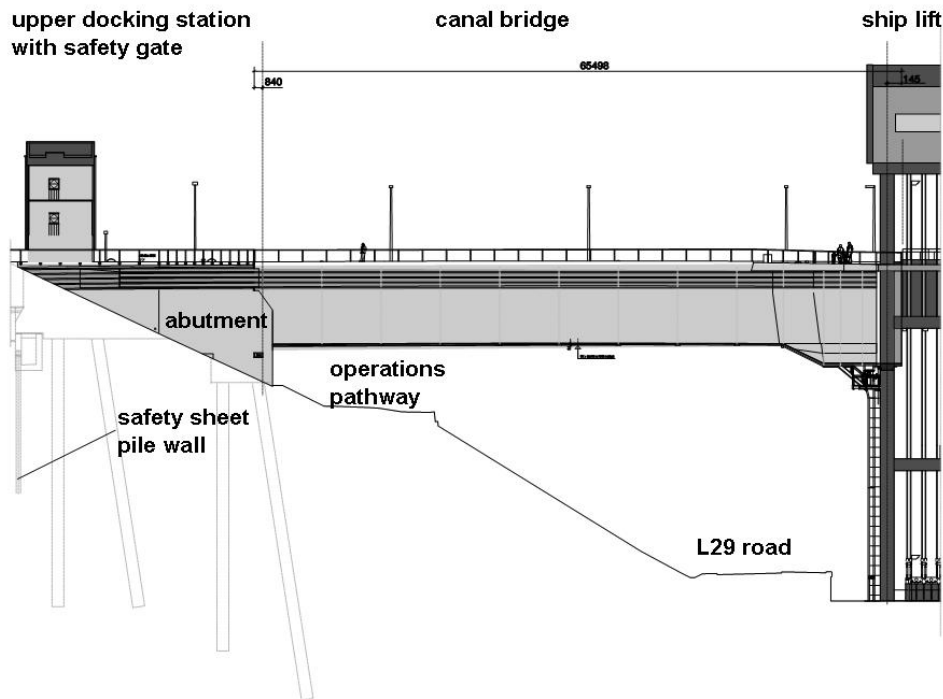 upper docking station
with safety gate
canal bridge
ship lift
65498
840
145
abutment
operations
pathway
safety sheet
pile wall
L29 road